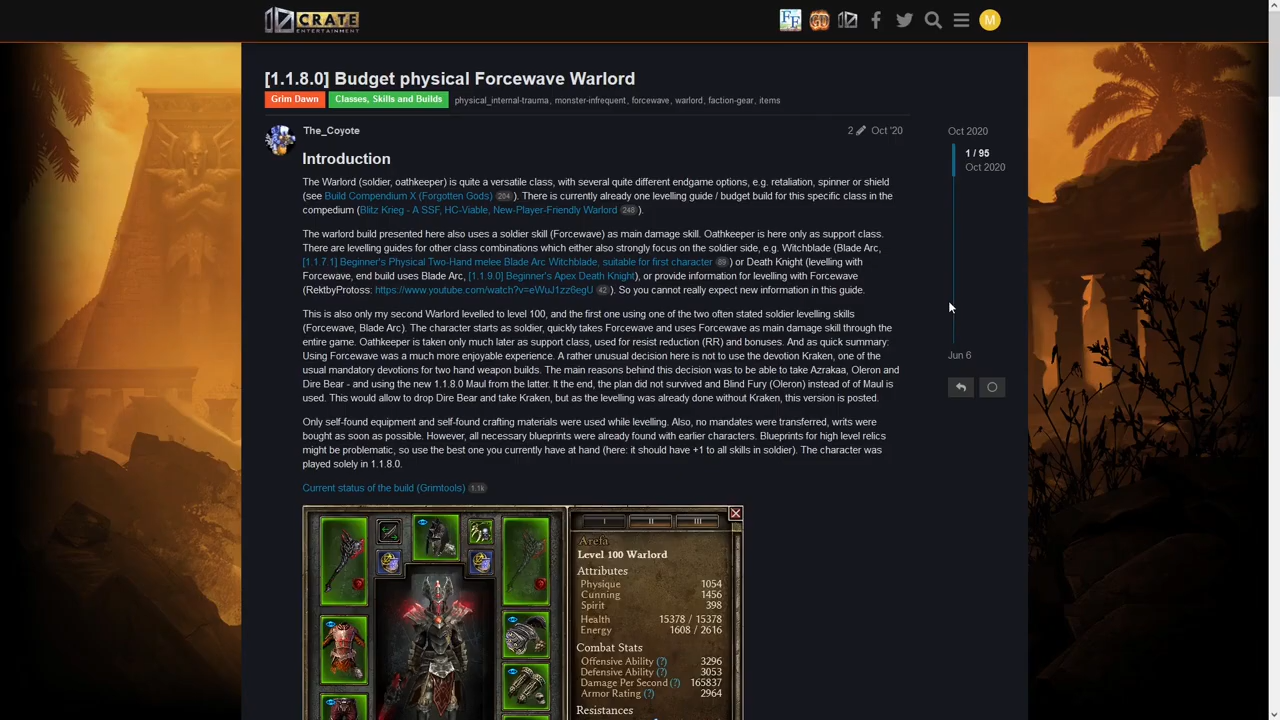 CRATE
ENTERTAINMENT
FF
GD
M
[1.1.8.0] Budget physical Forcewave Warlord
Grim Dawn
Classes, Skills and Builds
physical_internal-trauma, monster-infrequent, forcewave, warlord, faction-gear, items
The_Coyote
2
Oct '20
Introduction
The Warlord (soldier, oathkeeper) is quite a versatile class, with several quite different endgame options, e.g. retaliation, spinner or shield
(see Build Compendium X (Forgotten Gods) 204 ). There is currently already one levelling guide / budget build for this specific class in the
compedium (Blitz Krieg - A SSF, HC-Viable, New-Player-Friendly Warlord 248 ).
The warlord build presented here also uses a soldier skill (Forcewave) as main damage skill. Oathkeeper is here only as support class.
There are levelling guides for other class combinations which either also strongly focus on the soldier side, e.g. Witchblade (Blade Arc,
[1.1.7.1] Beginner's Physical Two-Hand melee Blade Arc Witchblade, suitable for first character 89 ) or Death Knight (levelling with
Forcewave, end build uses Blade Arc, [1.1.9.0] Beginner's Apex Death Knight), or provide information for levelling with Forcewave
(RektbyProtoss: https://www.youtube.com/watch?v=eWuJ1zz6egU 42 ). So you cannot really expect new information in this guide.
This is also only my second Warlord levelled to level 100, and the first one using one of the two often stated soldier levelling skills
(Forcewave, Blade Arc). The character starts as soldier, quickly takes Forcewave and uses Forcewave as main damage skill through the
entire game. Oathkeeper is taken only much later as support class, used for resist reduction (RR) and bonuses. And as quick summary:
Using Forcewave was a much more enjoyable experience. A rather unusual decision here is not to use the devotion Kraken, one of the
usual mandatory devotions for two hand weapon builds. The main reasons behind this decision was to be able to take Azrakaa, Oleron and
Dire Bear - and using the new 1.1.8.0 Maul from the latter. It the end, the plan did not survived and Blind Fury (Oleron) instead of of Maul is
used. This would allow to drop Dire Bear and take Kraken, but as the levelling was already done without Kraken, this version is posted.
Only self-found equipment and self-found crafting materials were used while levelling. Also, no mandates were transferred, writs were
bought as soon as possible. However, all necessary blueprints were already found with earlier characters. Blueprints for high level relics
might be problematic, so use the best one you currently have at hand (here: it should have +1 to all skills in soldier). The character was
played solely in 1.1.8.0.
Current status of the build (Grimtools) 1.1k
I II III
Arefa
Level 100 Warlord
Attributes
Physique 1054
Cunning 1456
Spirit 398
Health 15378 / 15378
Energy 1608 / 2616
Combat Stats
Offensive Ability (?) 3296
Defensive Ability (?) 3053
Damage Per Second (?) 165837
Armor Rating (?) 2964
Resistances
Oct 2020
1 / 95
Oct 2020
Jun 6